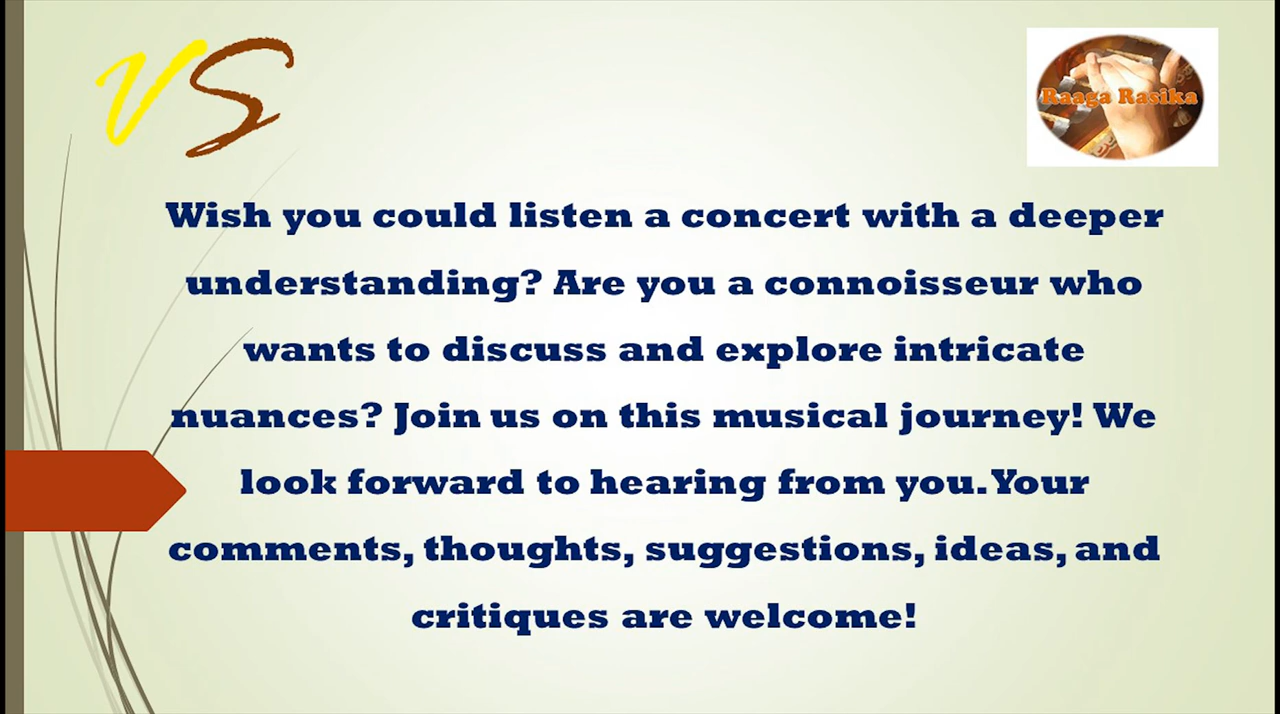 VS
Raaga Rasika
Wish you could listen a concert with a deeper
understanding? Are you a connoisseur who
wants to discuss and explore intricate
nuances? Join us on this musical journey! We
look forward to hearing from you. Your
comments, thoughts, suggestions, ideas, and
critiques are welcome!